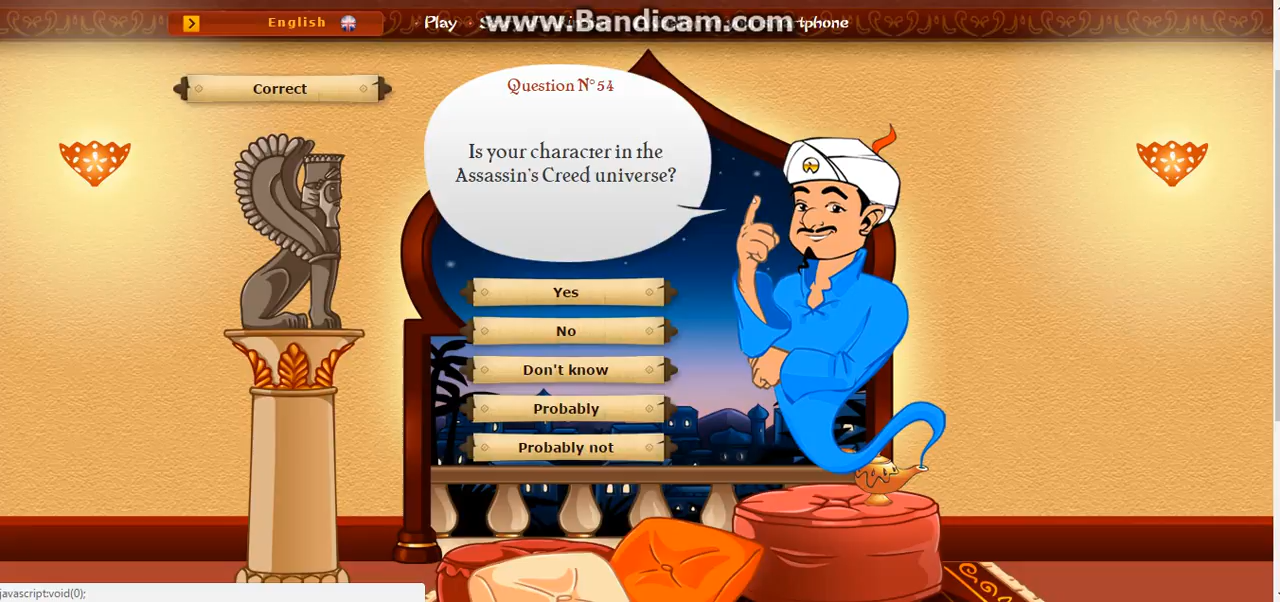 English
Play
www.Bandicam.com
Correct
Question N°54
Is your character in the
Assassin's Creed universe?
Yes
No
Don't know
Probably
Probably not
javascript:void(0);